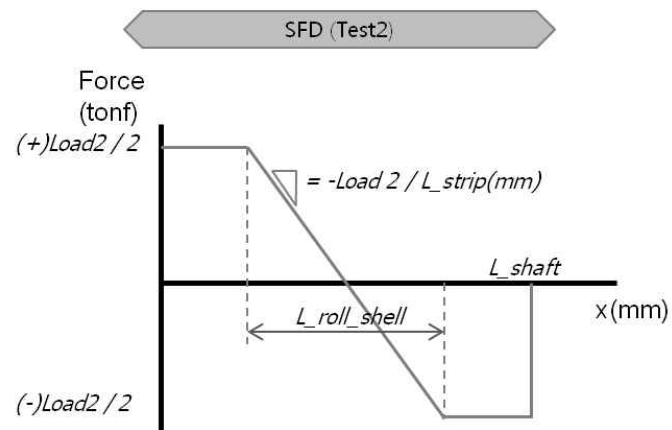 SFD (Test2)
Force
(tonf)
(+)Load2 / 2
= -Load 2 / L_strip(mm)
L_shaft
x(mm)
L_roll_shell
(-)Load2 / 2